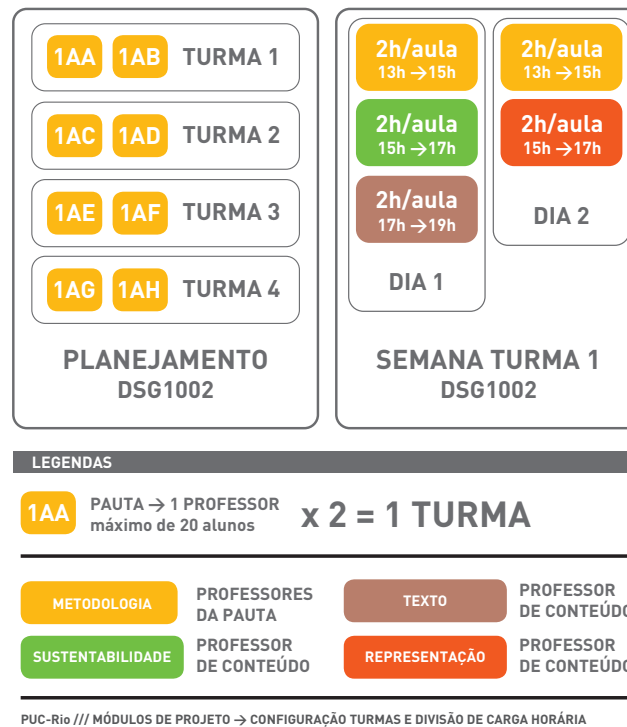 1AA 1AB TURMA 1
1AC 1AD TURMA 2
1AE 1AF TURMA 3
1AG 1AH TURMA 4
PLANEJAMENTO
DSG1002
2h/aula
13h →15h
2h/aula
15h →17h
2h/aula
17h →19h
DIA 1
2h/aula
13h →15h
2h/aula
15h →17h
DIA 2
SEMANA TURMA 1
DSG1002
LEGENDAS
1AA
PAUTA → 1 PROFESSOR
máximo de 20 alunos
x 2 = 1 TURMA
METODOLOGIA
PROFESSORES
DA PAUTA
TEXTO
PROFESSOR
DE CONTEÚDO
SUSTENTABILIDADE
PROFESSOR
DE CONTEÚDO
REPRESENTAÇÃO
PROFESSOR
DE CONTEÚDO
PUC-Rio /// MÓDULOS DE PROJETO → CONFIGURAÇÃO TURMAS E DIVISÃO DE CARGA HORÁRIA